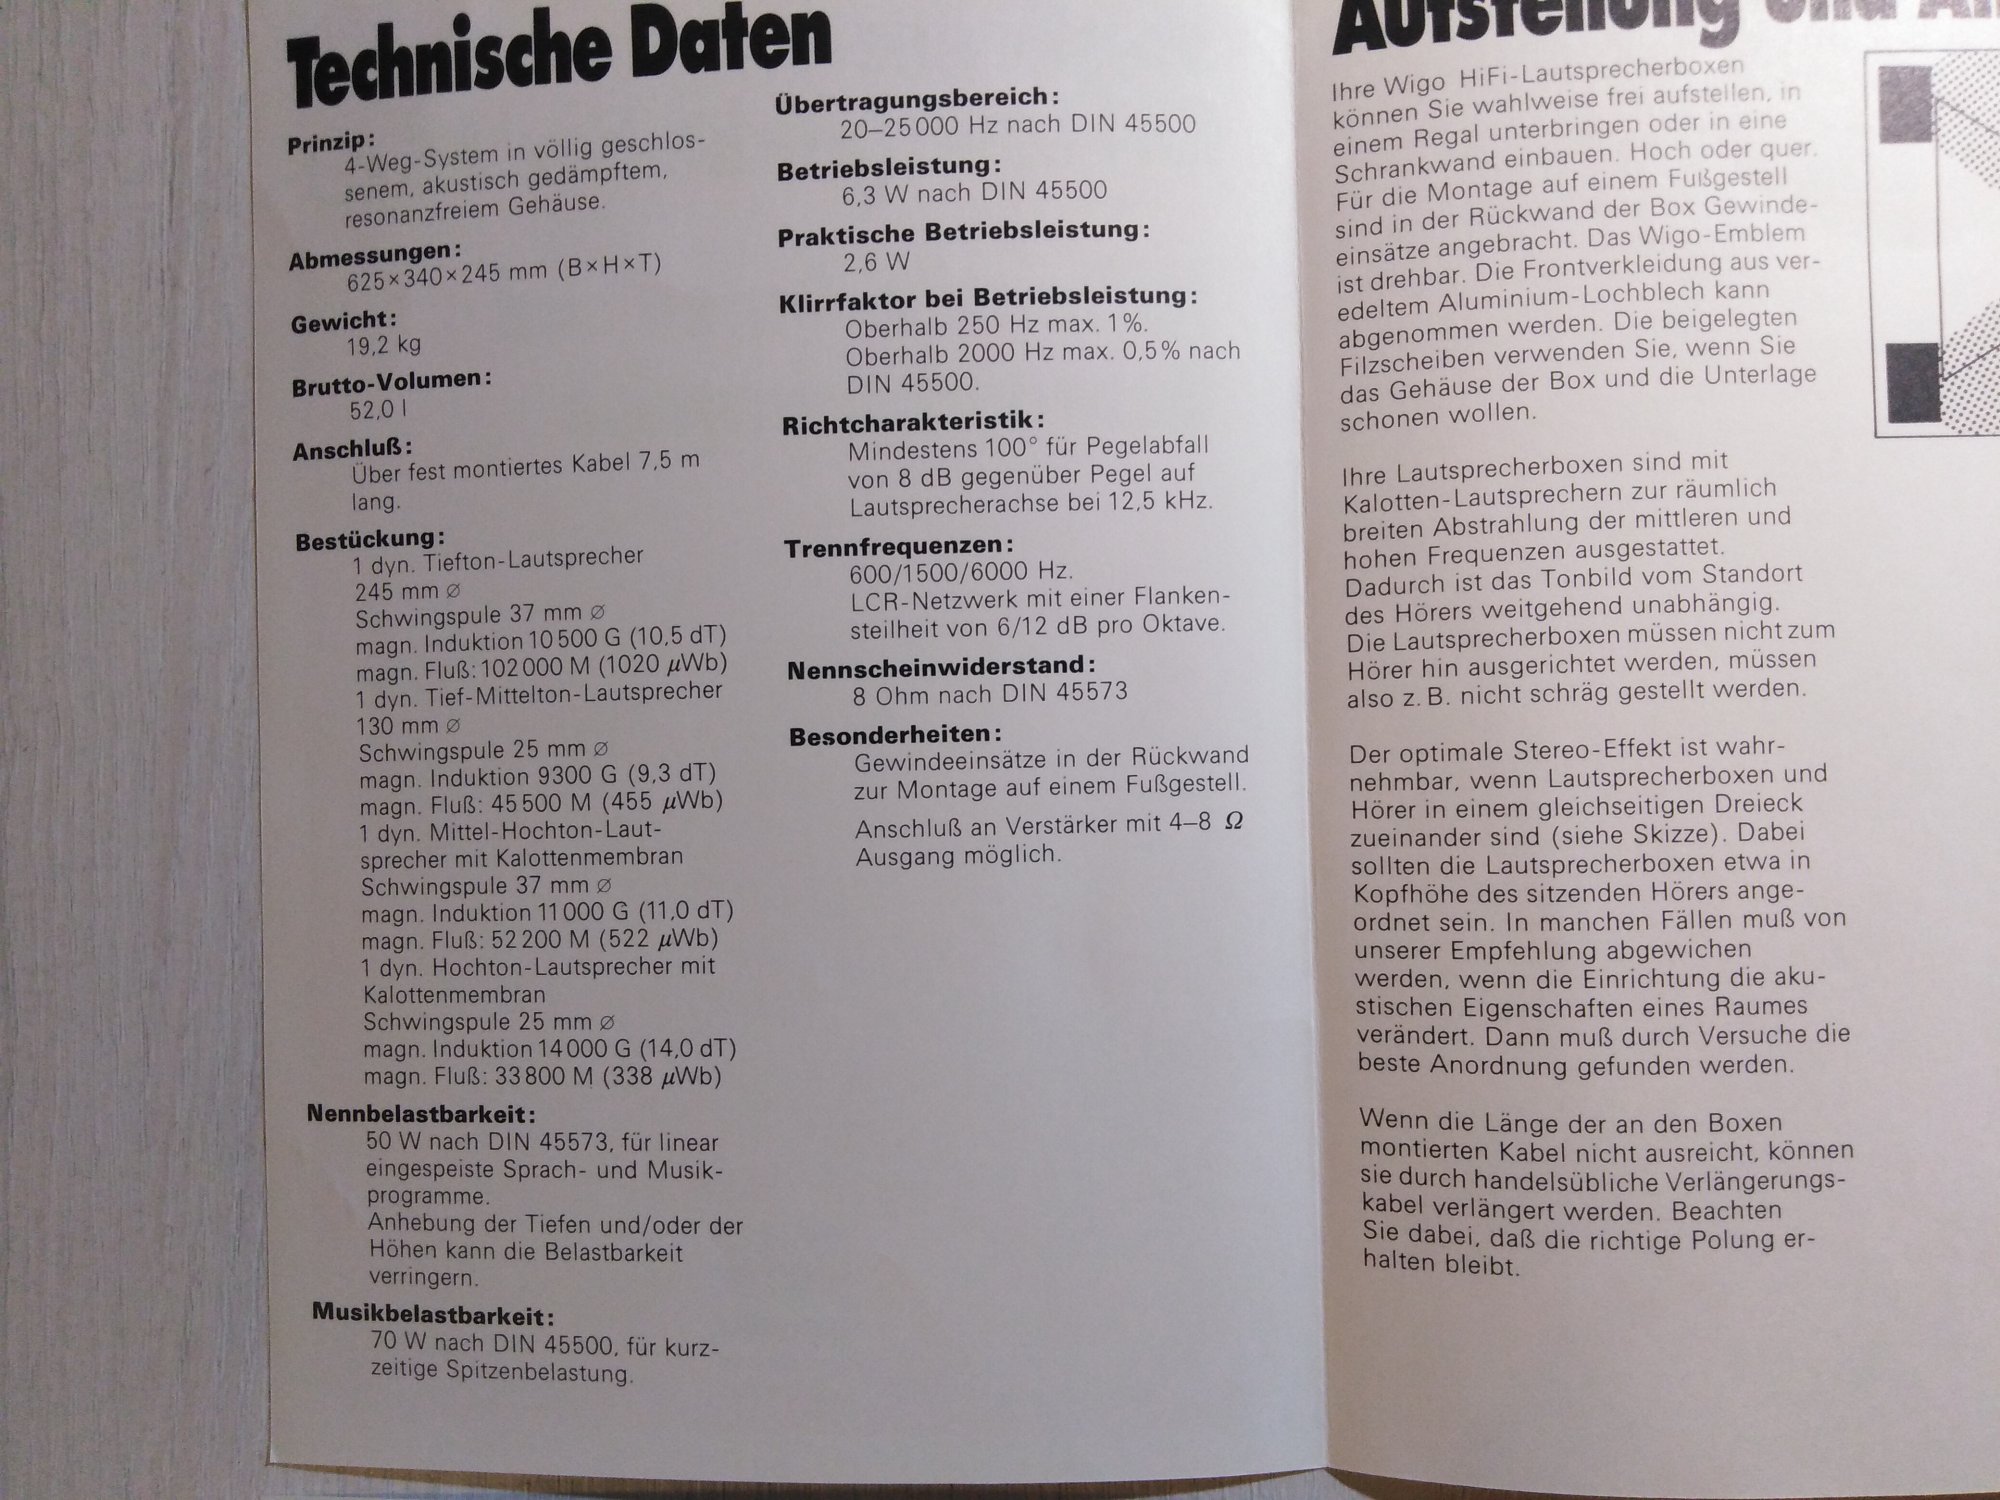 Technische Daten
Prinzip:
4-Weg-System in völlig geschlos-
senem, akustisch gedämpftem,
resonanzfreiem Gehäuse.
Abmessungen:
625×340×245 mm (B×H×T)
Gewicht:
19,2 kg
Brutto-Volumen:
52,0 l
Anschluß:
Über fest montiertes Kabel 7,5 m
lang.
Bestückung:
1 dyn. Tiefton-Lautsprecher
245 mm ∅
Schwingspule 37 mm ∅
magn. Induktion 10 500 G (10,5 dT)
magn. Fluß: 102 000 M (1020 µWb)
1 dyn. Tief-Mittelton-Lautsprecher
130 mm ∅
Schwingspule 25 mm ∅
magn. Induktion 9300 G (9,3 dT)
magn. Fluß: 45 500 M (455 µWb)
1 dyn. Mittel-Hochton-Laut-
sprecher mit Kalottenmembran
Schwingspule 37 mm ∅
magn. Induktion 11 000 G (11,0 dT)
magn. Fluß: 52 200 M (522 µWb)
1 dyn. Hochton-Lautsprecher mit
Kalottenmembran
Schwingspule 25 mm ∅
magn. Induktion 14 000 G (14,0 dT)
magn. Fluß: 33 800 M (338 µWb)
Nennbelastbarkeit:
50 W nach DIN 45573, für linear
eingespeiste Sprach- und Musik-
programme.
Anhebung der Tiefen und/oder der
Höhen kann die Belastbarkeit
verringern.
Musikbelastbarkeit:
70 W nach DIN 45500, für kurz-
zeitige Spitzenbelastung.
Übertragungsbereich:
20–25 000 Hz nach DIN 45500
Betriebsleistung:
6,3 W nach DIN 45500
Praktische Betriebsleistung:
2,6 W
Klirrfaktor bei Betriebsleistung:
Oberhalb 250 Hz max. 1%.
Oberhalb 2000 Hz max. 0,5% nach
DIN 45500.
Richtcharakteristik:
Mindestens 100° für Pegelabfall
von 8 dB gegenüber Pegel auf
Lautsprecherachse bei 12,5 kHz.
Trennfrequenzen:
600/1500/6000 Hz.
LCR-Netzwerk mit einer Flanken-
steilheit von 6/12 dB pro Oktave.
Nennscheinwiderstand:
8 Ohm nach DIN 45573
Besonderheiten:
Gewindeeinsätze in der Rückwand
zur Montage auf einem Fußgestell.
Anschluß an Verstärker mit 4–8 Ω
Ausgang möglich.
Aufstellung und
Ihre Wigo HiFi-Lautsprecherboxen
können Sie wahlweise frei aufstellen, in
einem Regal unterbringen oder in eine
Schrankwand einbauen. Hoch oder quer.
Für die Montage auf einem Fußgestell
sind in der Rückwand der Box Gewinde-
einsätze angebracht. Das Wigo-Emblem
ist drehbar. Die Frontverkleidung aus ver-
edeltem Aluminium-Lochblech kann
abgenommen werden. Die beigelegten
Filzscheiben verwenden Sie, wenn Sie
das Gehäuse der Box und die Unterlage
schonen wollen.
Ihre Lautsprecherboxen sind mit
Kalotten-Lautsprechern zur räumlich
breiten Abstrahlung der mittleren und
hohen Frequenzen ausgestattet.
Dadurch ist das Tonbild vom Standort
des Hörers weitgehend unabhängig.
Die Lautsprecherboxen müssen nicht zum
Hörer hin ausgerichtet werden, müssen
also z. B. nicht schräg gestellt werden.
Der optimale Stereo-Effekt ist wahr-
nehmbar, wenn Lautsprecherboxen und
Hörer in einem gleichseitigen Dreieck
zueinander sind (siehe Skizze). Dabei
sollten die Lautsprecherboxen etwa in
Kopfhöhe des sitzenden Hörers ange-
ordnet sein. In manchen Fällen muß von
unserer Empfehlung abgewichen
werden, wenn die Einrichtung die aku-
stischen Eigenschaften eines Raumes
verändert. Dann muß durch Versuche die
beste Anordnung gefunden werden.
Wenn die Länge der an den Boxen
montierten Kabel nicht ausreicht, können
sie durch handelsübliche Verlängerungs-
kabel verlängert werden. Beachten
Sie dabei, daß die richtige Polung er-
halten bleibt.